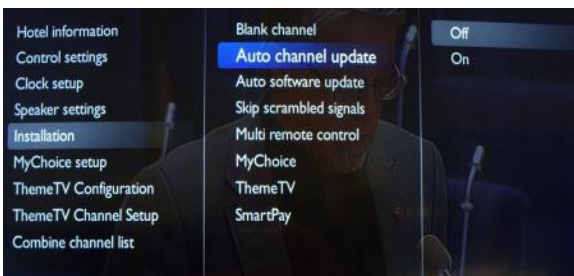 Hotel information
Control settings
Clock setup
Speaker settings
Installation
MyChoice setup
ThemeTV Configuration
ThemeTV Channel Setup
Combine channel list
Blank channel
Auto channel update
Auto software update
Skip scrambled signals
Multi remote control
MyChoice
ThemeTV
SmartPay
Off
On